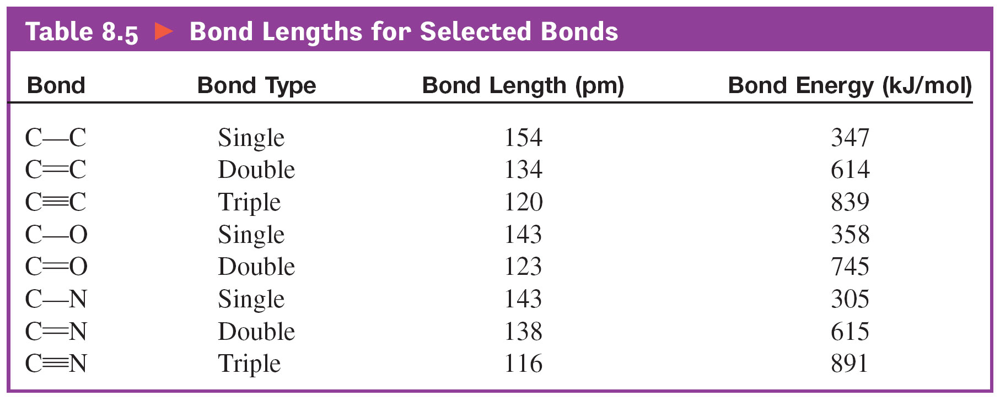 Table 8.5 ▶ Bond Lengths for Selected Bonds
Bond Bond Type Bond Length (pm) Bond Energy (kJ/mol)
C—C Single 154 347
C=C Double 134 614
C≡C Triple 120 839
C—O Single 143 358
C=O Double 123 745
C—N Single 143 305
C=N Double 138 615
C≡N Triple 116 891